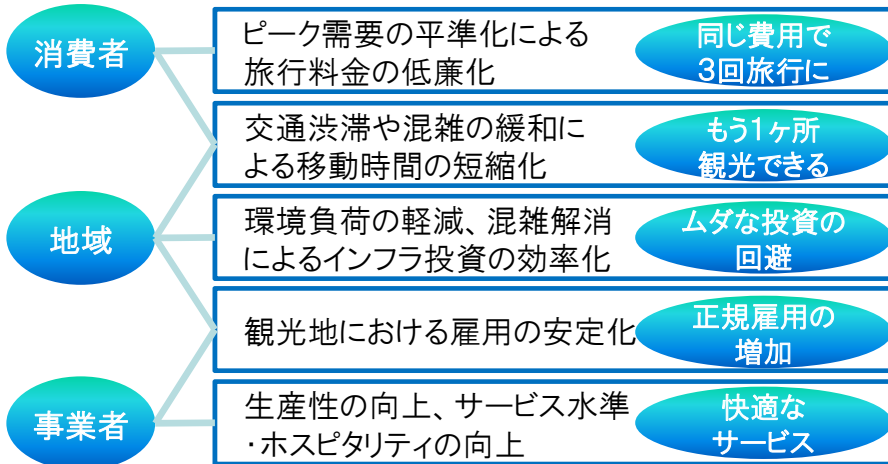 消費者
ピーク需要の平準化による
旅行料金の低廉化
同じ費用で
3回旅行に
交通渋滞や混雑の緩和に
よる移動時間の短縮化
もう1ヶ所
観光できる
地域
環境負荷の軽減、混雑解消
によるインフラ投資の効率化
ムダな投資の
回避
観光地における雇用の安定化
正規雇用の
増加
事業者
生産性の向上、サービス水準
・ホスピタリティの向上
快適な
サービス